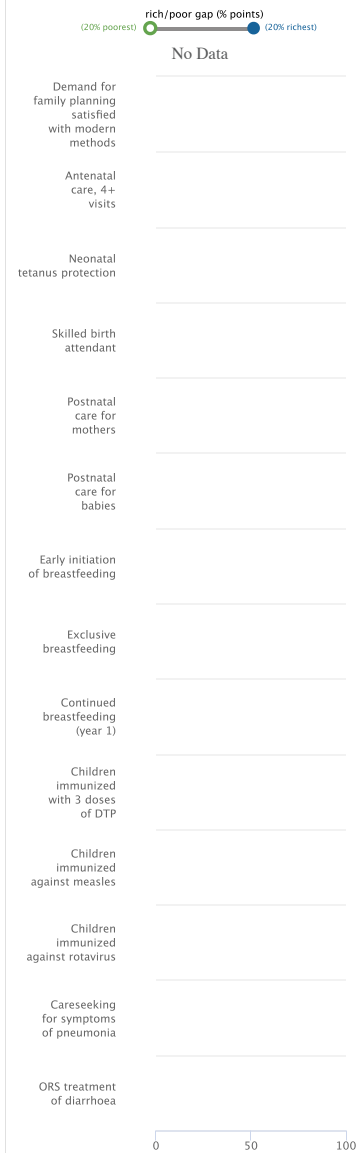 rich/poor gap (% points)
(20% poorest) (20% richest)
No Data
Demand for
family planning
satisfied
with modern
methods
Antenatal
care, 4+
visits
Neonatal
tetanus protection
Skilled birth
attendant
Postnatal
care for
mothers
Postnatal
care for
babies
Early initiation
of breastfeeding
Exclusive
breastfeeding
Continued
breastfeeding
(year 1)
Children
immunized
with 3 doses
of DTP
Children
immunized
against measles
Children
immunized
against rotavirus
Careseeking
for symptoms
of pneumonia
ORS treatment
of diarrhoea
0 50 100